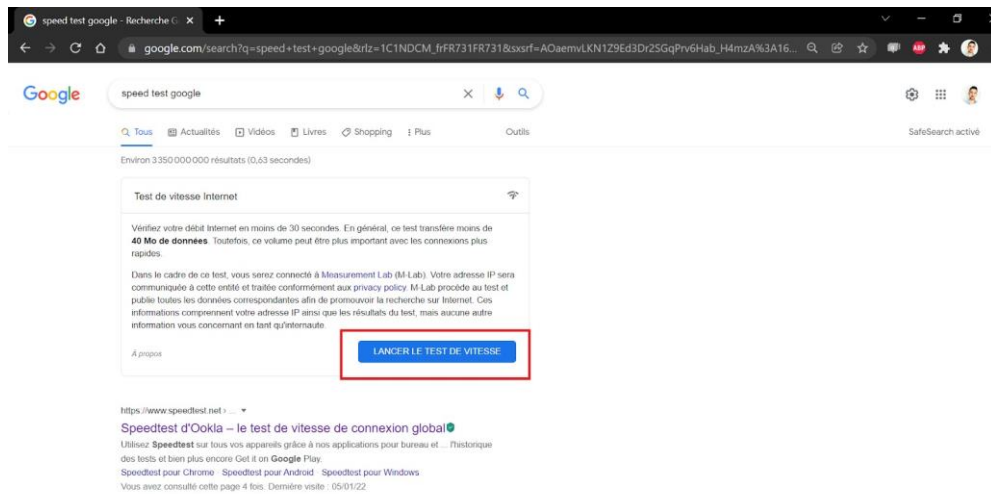 speed test google - Recherche G
google.com/search?q=speed+test+google&rlz=1C1NDCM_frFR731FR731&sxsrf=AOaemvLKN1Z9Ed3Dr2SGqPrv6Hab_H4mzA%3A16...
ABP
Google
speed test google
Tous Actualités Vidéos Livres Shopping Plus Outils
SafeSearch activé
Environ 3 350 000 000 résultats (0,63 secondes)
Test de vitesse Internet
Vérifiez votre débit Internet en moins de 30 secondes. En général, ce test transfère moins de
40 Mo de données. Toutefois, ce volume peut être plus important avec les connexions plus
rapides.
Dans le cadre de ce test, vous serez connecté à Measurement Lab (M-Lab). Votre adresse IP sera
communiquée à cette entité et traitée conformément aux privacy policy. M-Lab procède au test et
publie toutes les données correspondantes afin de promouvoir la recherche sur Internet. Ces
informations comprennent votre adresse IP ainsi que les résultats du test, mais aucune autre
information vous concernant en tant qu'internaute.
À propos
LANCER LE TEST DE VITESSE
https://www.speedtest.net › ...
Speedtest d'Ookla – le test de vitesse de connexion global
Utilisez Speedtest sur tous vos appareils grâce à nos applications pour bureau et ... l'historique
des tests et bien plus encore Get it on Google Play.
Speedtest pour Chrome · Speedtest pour Android · Speedtest pour Windows
Vous avez consulté cette page 4 fois. Dernière visite : 05/01/22